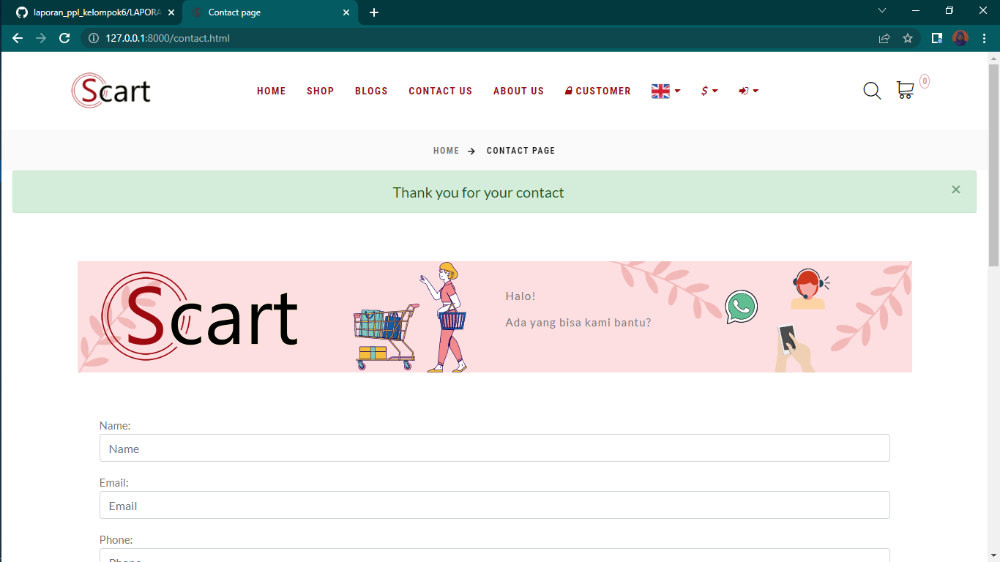 laporan_ppl_kelompok6/LAPORA
Contact page
127.0.0.1:8000/contact.html
Scart
HOME
SHOP
BLOGS
CONTACT US
ABOUT US
CUSTOMER
$
0
HOME
CONTACT PAGE
Thank you for your contact
Scart
Halo!
Ada yang bisa kami bantu?
Name:
Name
Email:
Email
Phone:
Phone